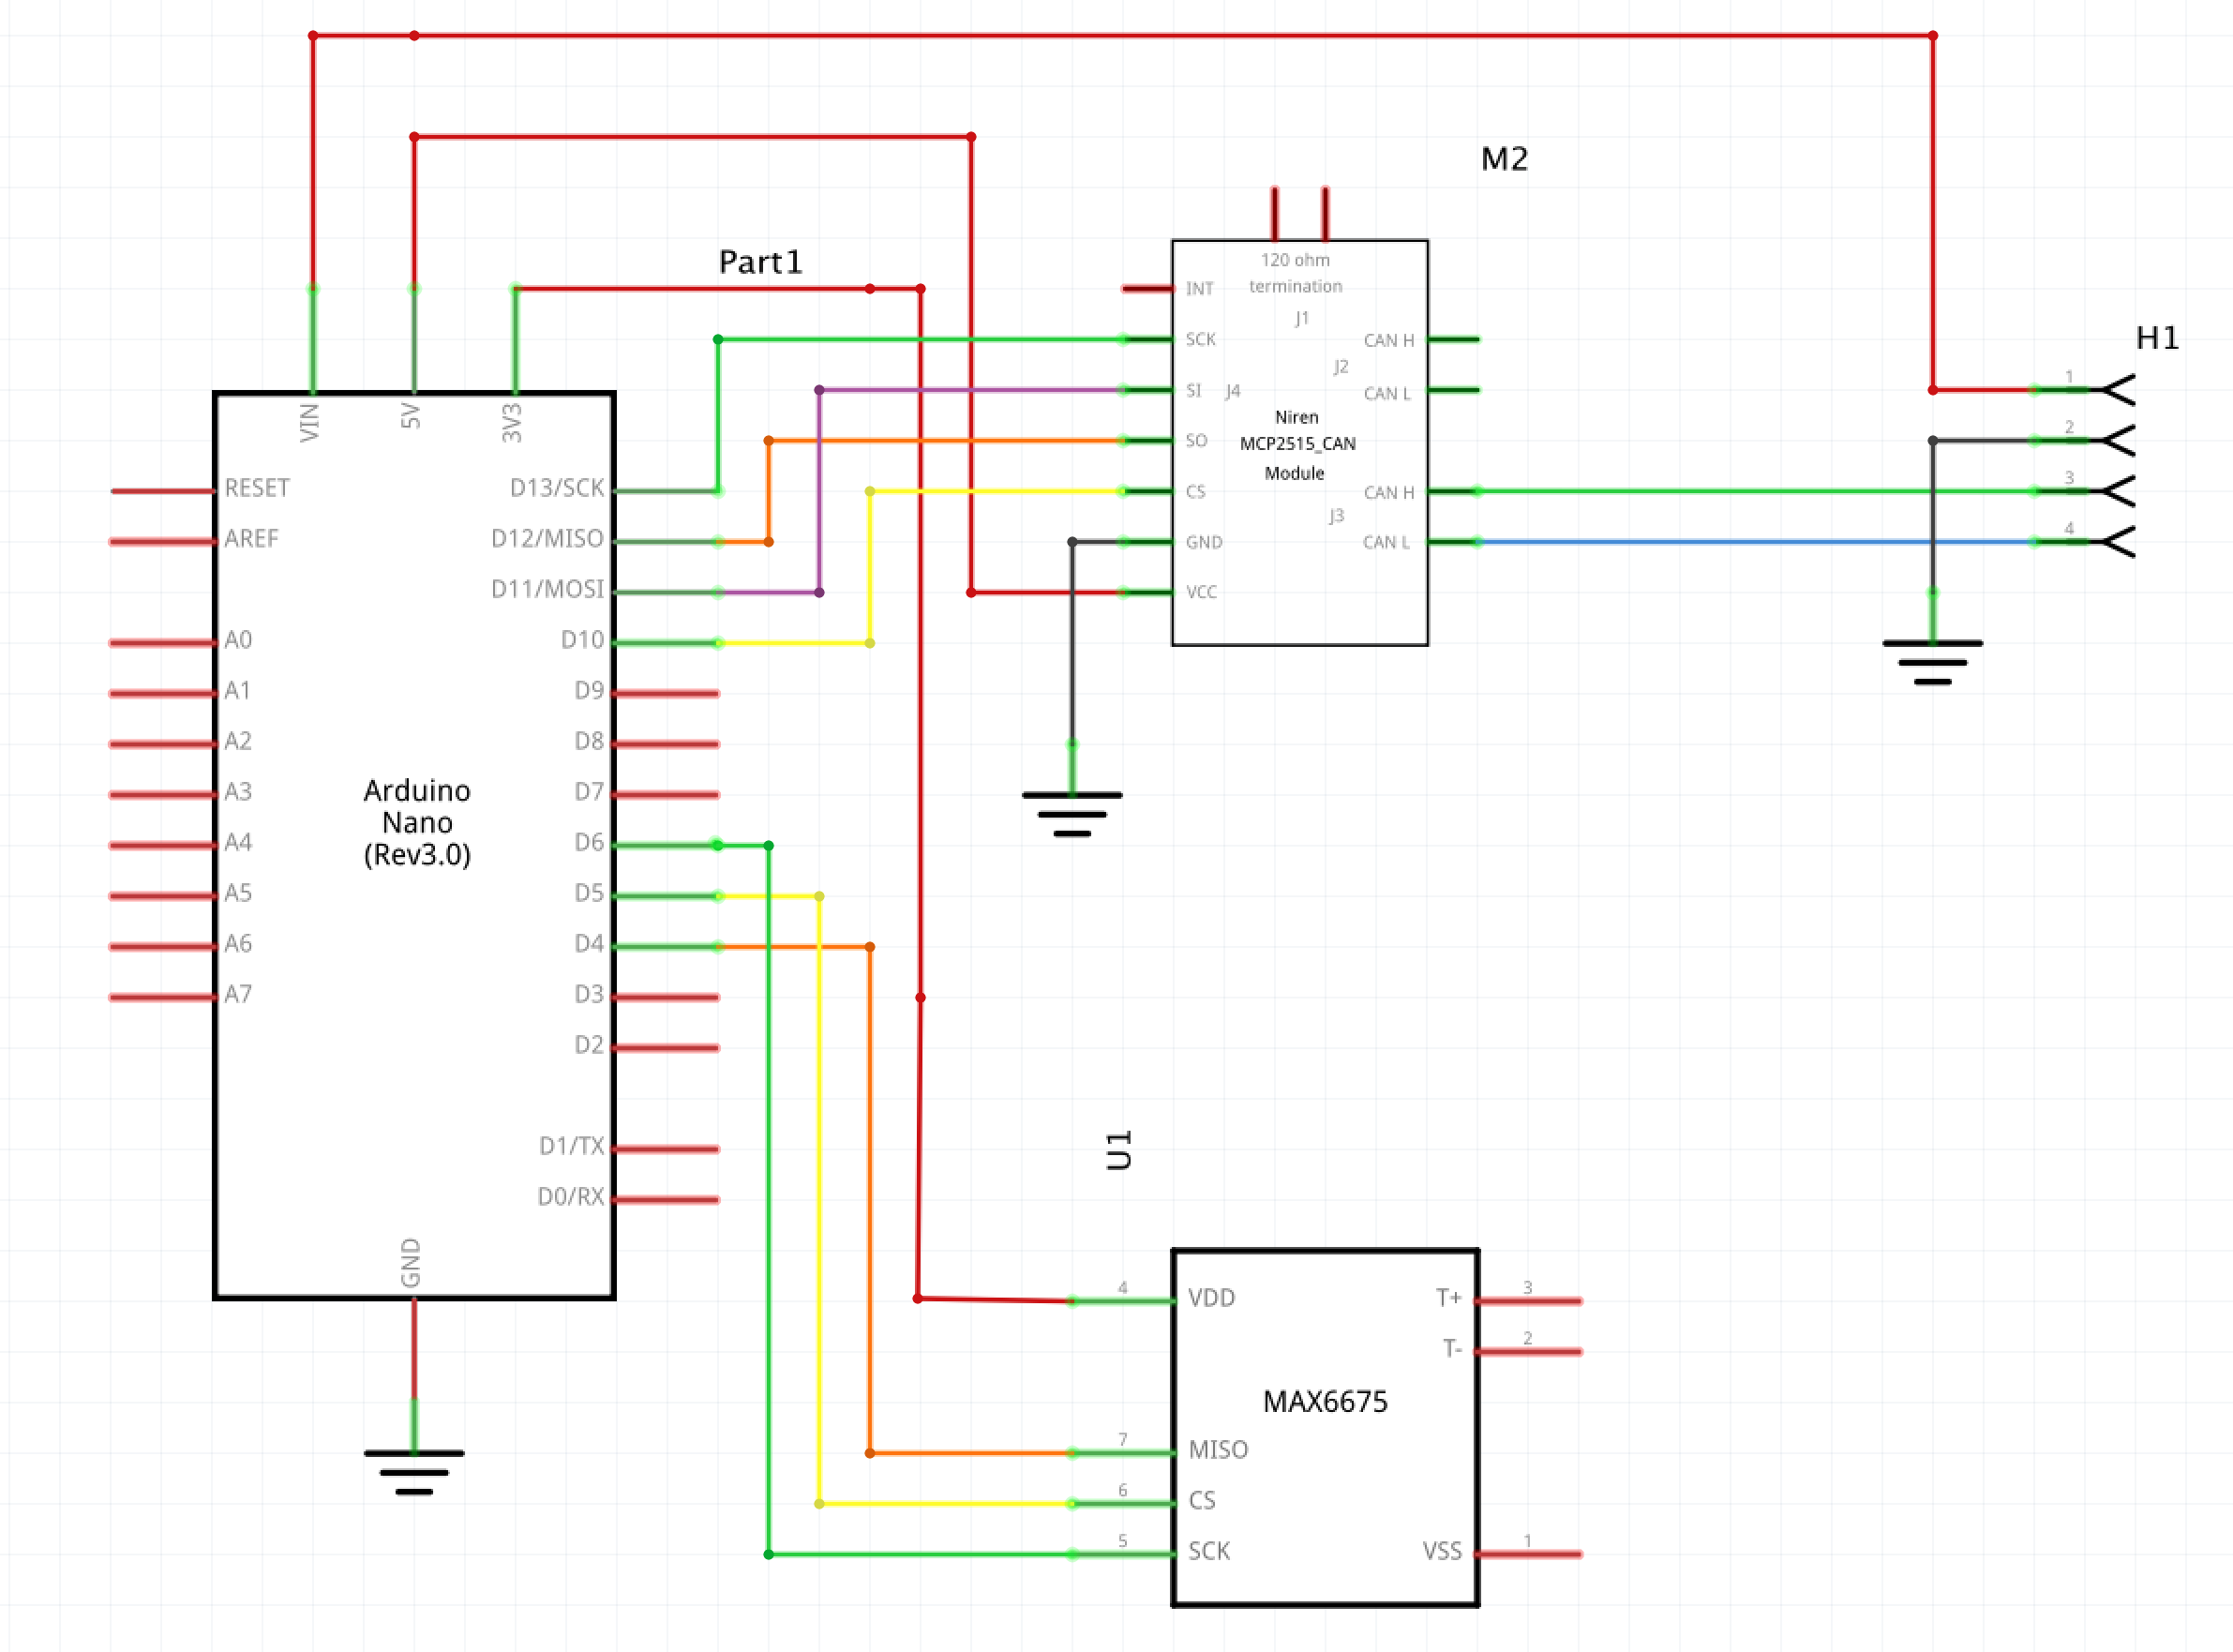 M2
Part1
H1
VIN
5V
3V3
RESET
AREF
A0
A1
A2
A3
A4
A5
A6
A7
Arduino
Nano
(Rev3.0)
D13/SCK
D12/MISO
D11/MOSI
D10
D9
D8
D7
D6
D5
D4
D3
D2
D1/TX
D0/RX
GND
120 ohm
termination
J1
J2
J4
J3
INT
SCK
SI
SO
CS
GND
VCC
Niren
MCP2515_CAN
Module
CAN H
CAN L
CAN H
CAN L
1
2
3
4
U1
4
VDD
7
MISO
6
CS
5
SCK
MAX6675
T+
3
T-
2
VSS
1